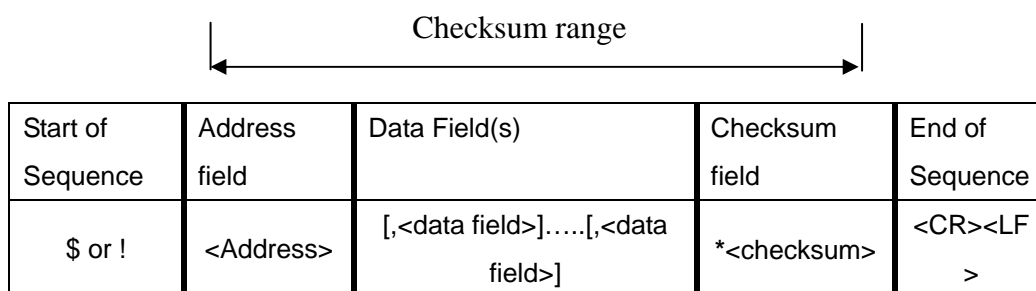 Checksum range
Start of Sequence
Address field
Data Field(s)
Checksum field
End of Sequence
$ or !
<Address>
[,<data field>]…..[,<data field>]
*<checksum>
<CR><LF>